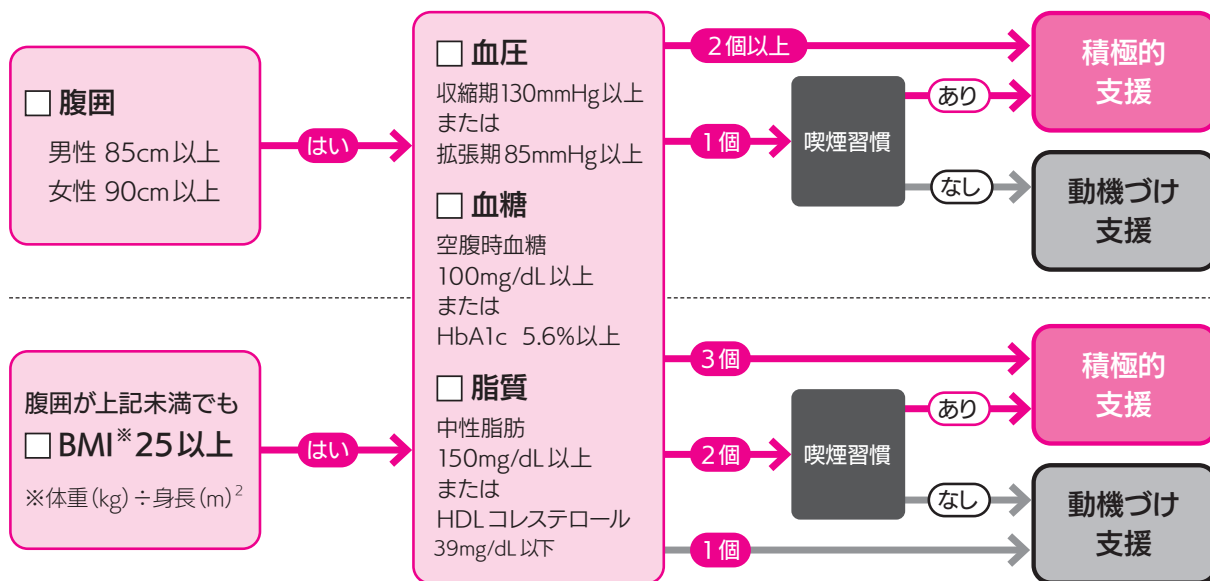 □ 腹囲
男性 85cm以上
女性 90cm以上
はい
□ 血圧
収縮期130mmHg以上
または
拡張期85mmHg以上
□ 血糖
空腹時血糖
100mg/dL以上
または
HbA1c 5.6%以上
□ 脂質
中性脂肪
150mg/dL以上
または
HDLコレステロール
39mg/dL以下
2個以上
1個
喫煙習慣
あり
なし
積極的
支援
動機づけ
支援
腹囲が上記未満でも
□ BMI※25以上
※体重(kg)÷身長(m)²
はい
3個
2個
1個
喫煙習慣
あり
なし
積極的
支援
動機づけ
支援